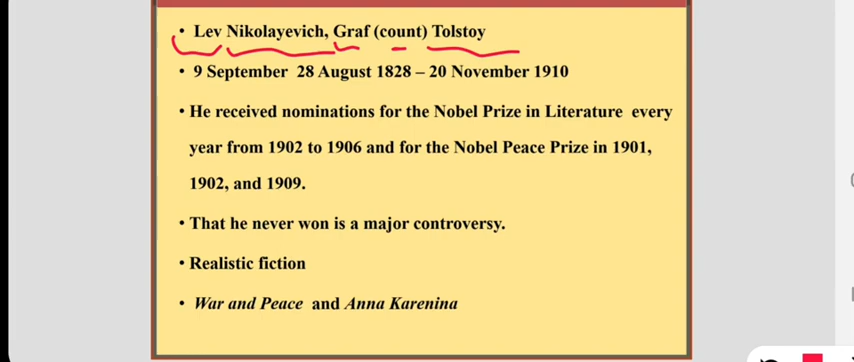 • Lev Nikolayevich, Graf (count) Tolstoy
• 9 September 28 August 1828 – 20 November 1910
• He received nominations for the Nobel Prize in Literature every
year from 1902 to 1906 and for the Nobel Peace Prize in 1901,
1902, and 1909.
• That he never won is a major controversy.
• Realistic fiction
• War and Peace and Anna Karenina